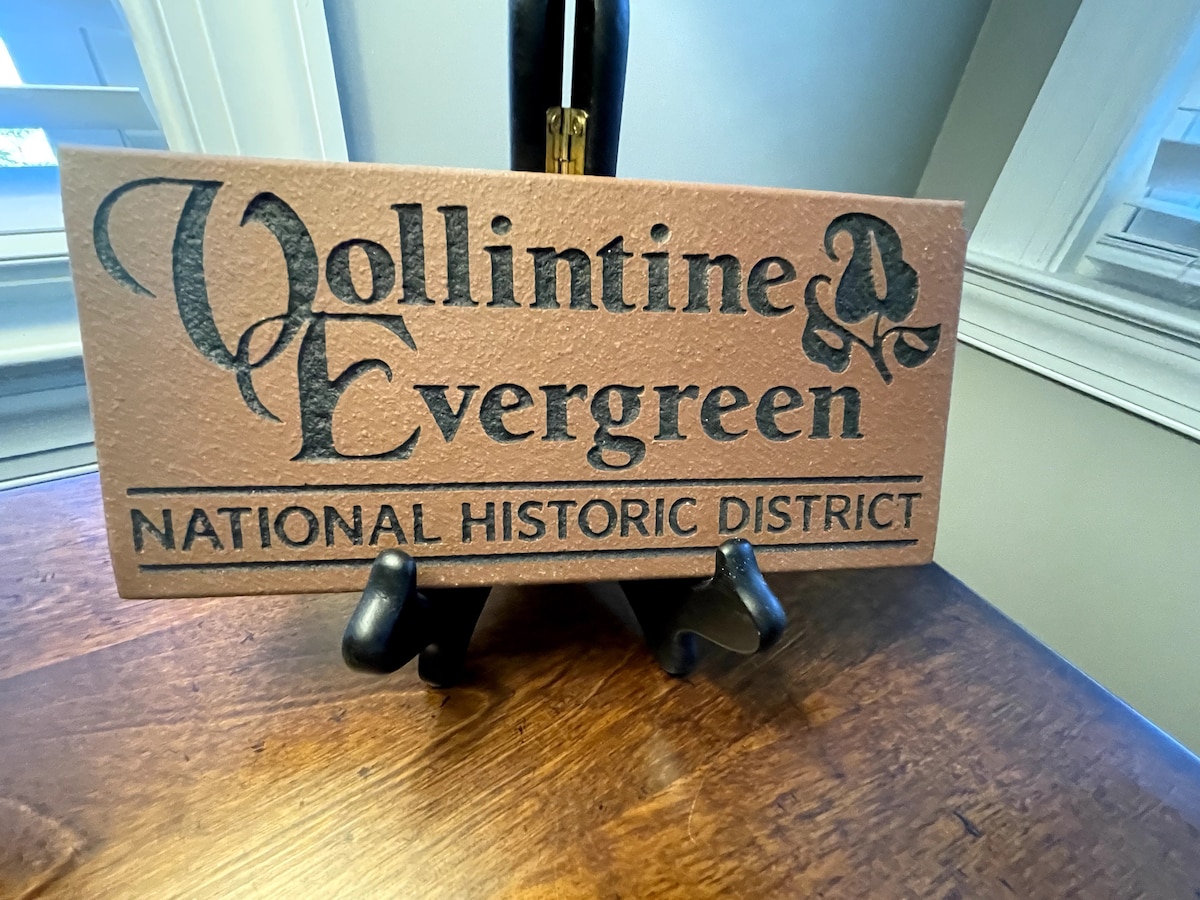 Vollintine
Evergreen
NATIONAL HISTORIC DISTRICT